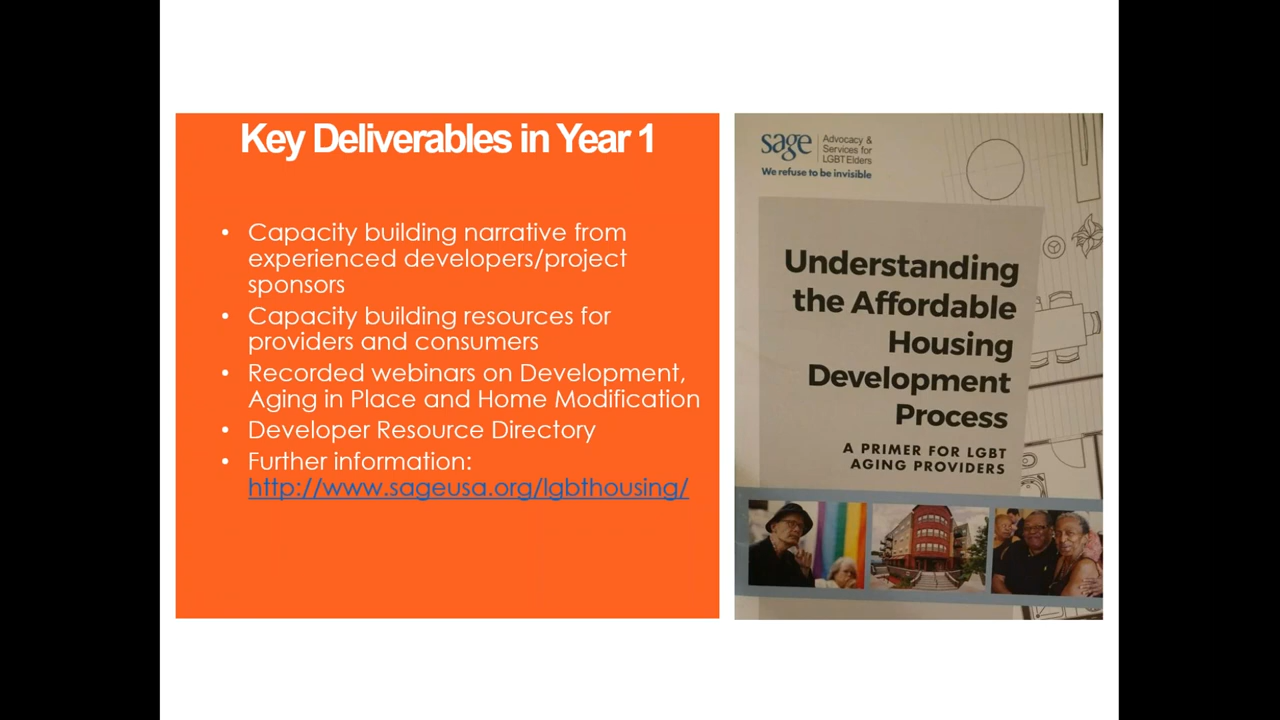 Key Deliverables in Year 1
• Capacity building narrative from
experienced developers/project
sponsors
• Capacity building resources for
providers and consumers
• Recorded webinars on Development,
Aging in Place and Home Modification
• Developer Resource Directory
• Further information:
http://www.sageusa.org/lgbthousing/
sage
Advocacy &
Services for
LGBT Elders
We refuse to be invisible
Understanding
the Affordable
Housing
Development
Process
A PRIMER FOR LGBT
AGING PROVIDERS